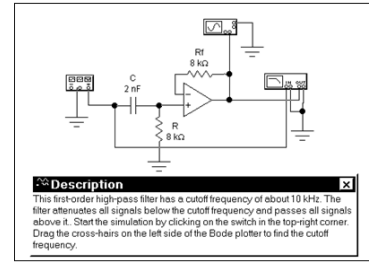 Rf
8 kΩ
C
2 nF
IN OUT
R
8 kΩ
Description
This first-order high-pass filter has a cutoff frequency of about 10 kHz. The
filter attenuates all signals below the cutoff frequency and passes all signals
above it. Start the simulation by clicking on the switch in the top-right corner.
Drag the cross-hairs on the left side of the Bode plotter to find the cutoff
frequency.